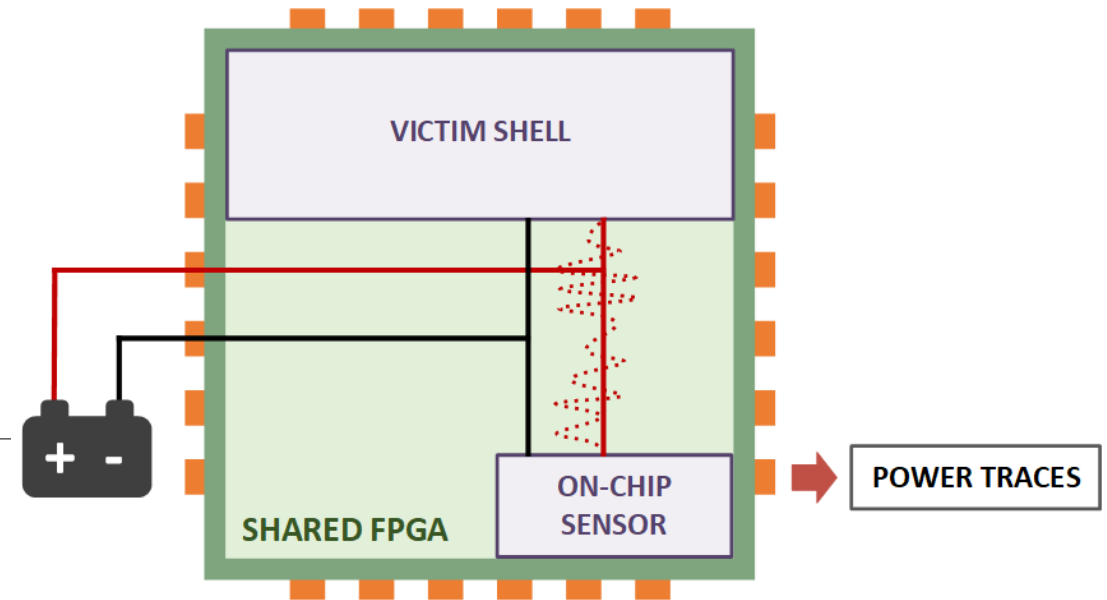 VICTIM SHELL
+ -
ON-CHIP
SENSOR
SHARED FPGA
POWER TRACES